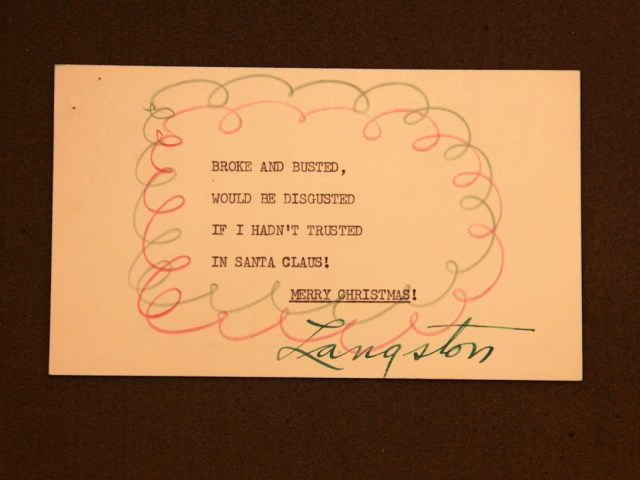 BROKE AND BUSTED,
WOULD BE DISGUSTED
IF I HADN'T TRUSTED
IN SANTA CLAUS!
MERRY CHRISTMAS!
Langston